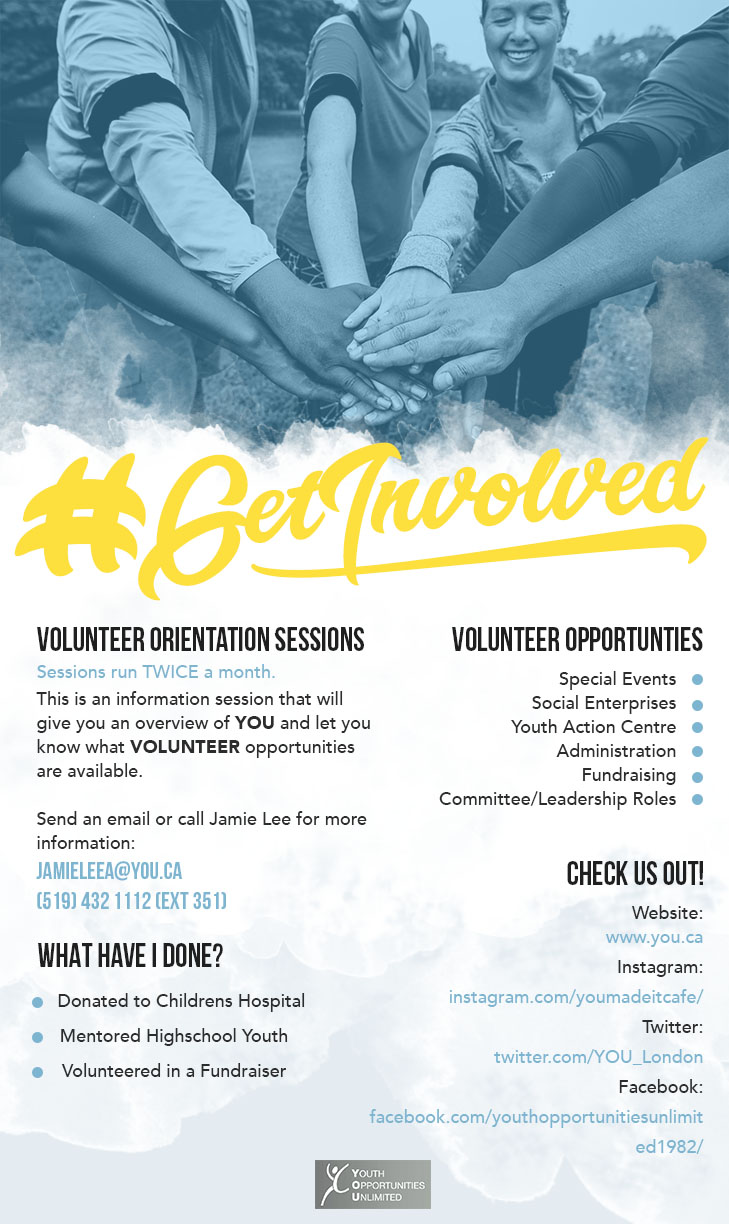 #GetInvolved
VOLUNTEER ORIENTATION SESSIONS
Sessions run TWICE a month.
This is an information session that will
give you an overview of YOU and let you
know what VOLUNTEER opportunities
are available.
Send an email or call Jamie Lee for more
information:
JAMIELEEA@YOU.CA
(519) 432 1112 (EXT 351)
WHAT HAVE I DONE?
Donated to Childrens Hospital
Mentored Highschool Youth
Volunteered in a Fundraiser
VOLUNTEER OPPORTUNTIES
Special Events
Social Enterprises
Youth Action Centre
Administration
Fundraising
Committee/Leadership Roles
CHECK US OUT!
Website:
www.you.ca
Instagram:
instagram.com/youmadeitcafe/
Twitter:
twitter.com/YOU_London
Facebook:
facebook.com/youthopportunitiesunlimit
ed1982/
YOUTH
OPPORTUNITIES
UNLIMITED